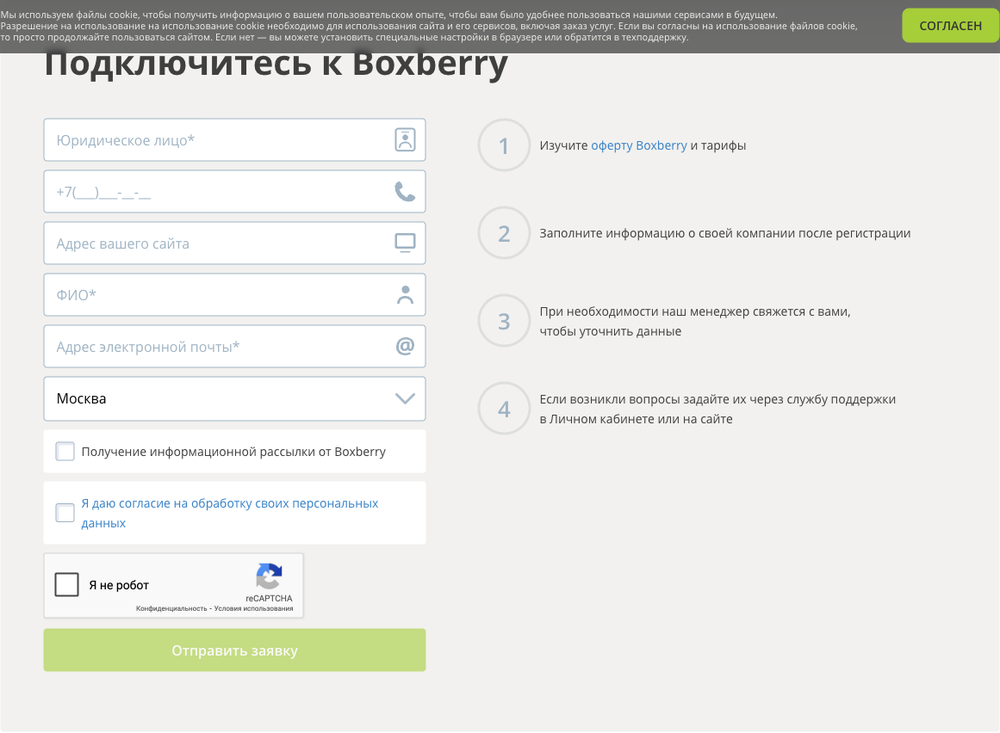 Мы используем файлы cookie, чтобы получить информацию о вашем пользовательском опыте, чтобы вам было удобнее пользоваться нашими сервисами в будущем.
Разрешение на использование на использование cookie необходимо для использования сайта и его сервисов, включая заказ услуг. Если вы согласны на использование файлов cookie,
то просто продолжайте пользоваться сайтом. Если нет — вы можете установить специальные настройки в браузере или обратится в техподдержку.
СОГЛАСЕН
Подключитесь к Boxberry
Юридическое лицо*
+7(___)___-__-__
Адрес вашего сайта
ФИО*
Адрес электронной почты*
@
Москва
Получение информационной рассылки от Boxberry
Я даю согласие на обработку своих персональных
данных
Я не робот
reCAPTCHA
Конфиденциальность - Условия использования
Отправить заявку
1
Изучите оферту Boxberry и тарифы
2
Заполните информацию о своей компании после регистрации
3
При необходимости наш менеджер свяжется с вами,
чтобы уточнить данные
4
Если возникли вопросы задайте их через службу поддержки
в Личном кабинете или на сайте